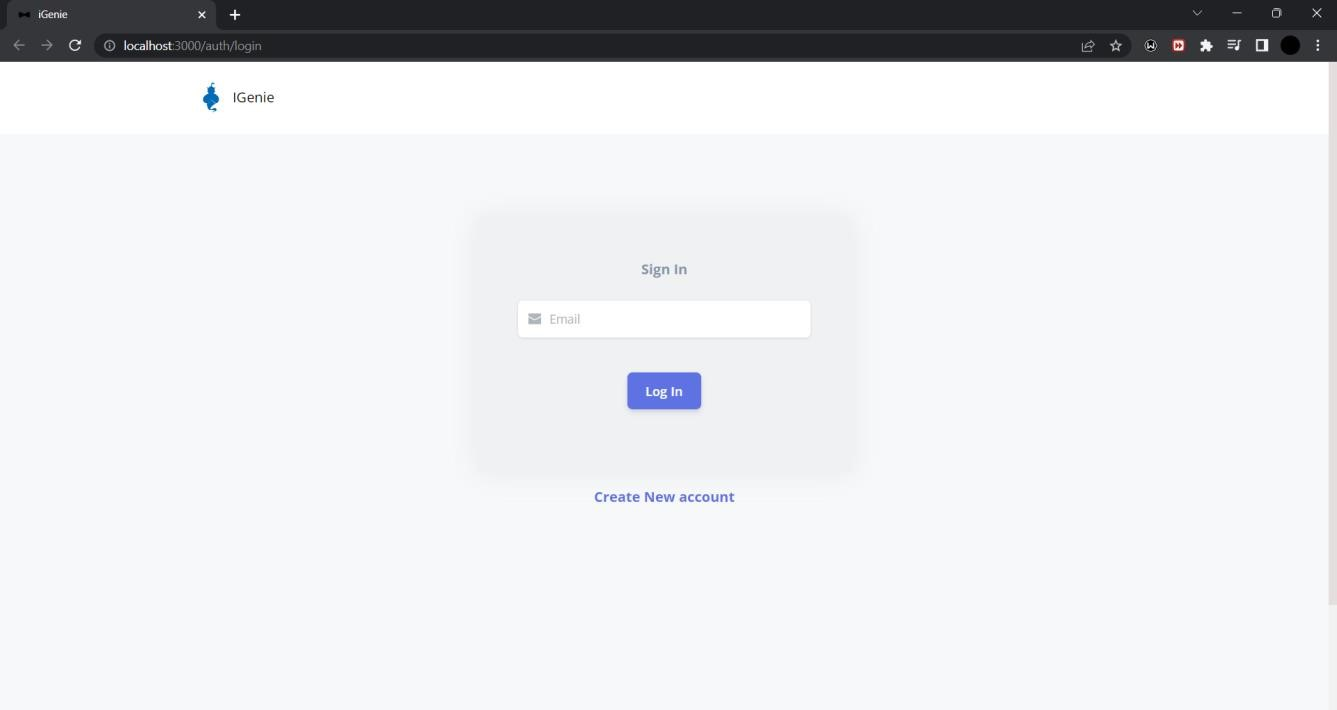 iGenie
localhost:3000/auth/login
IGenie
Sign In
Email
Log In
Create New account